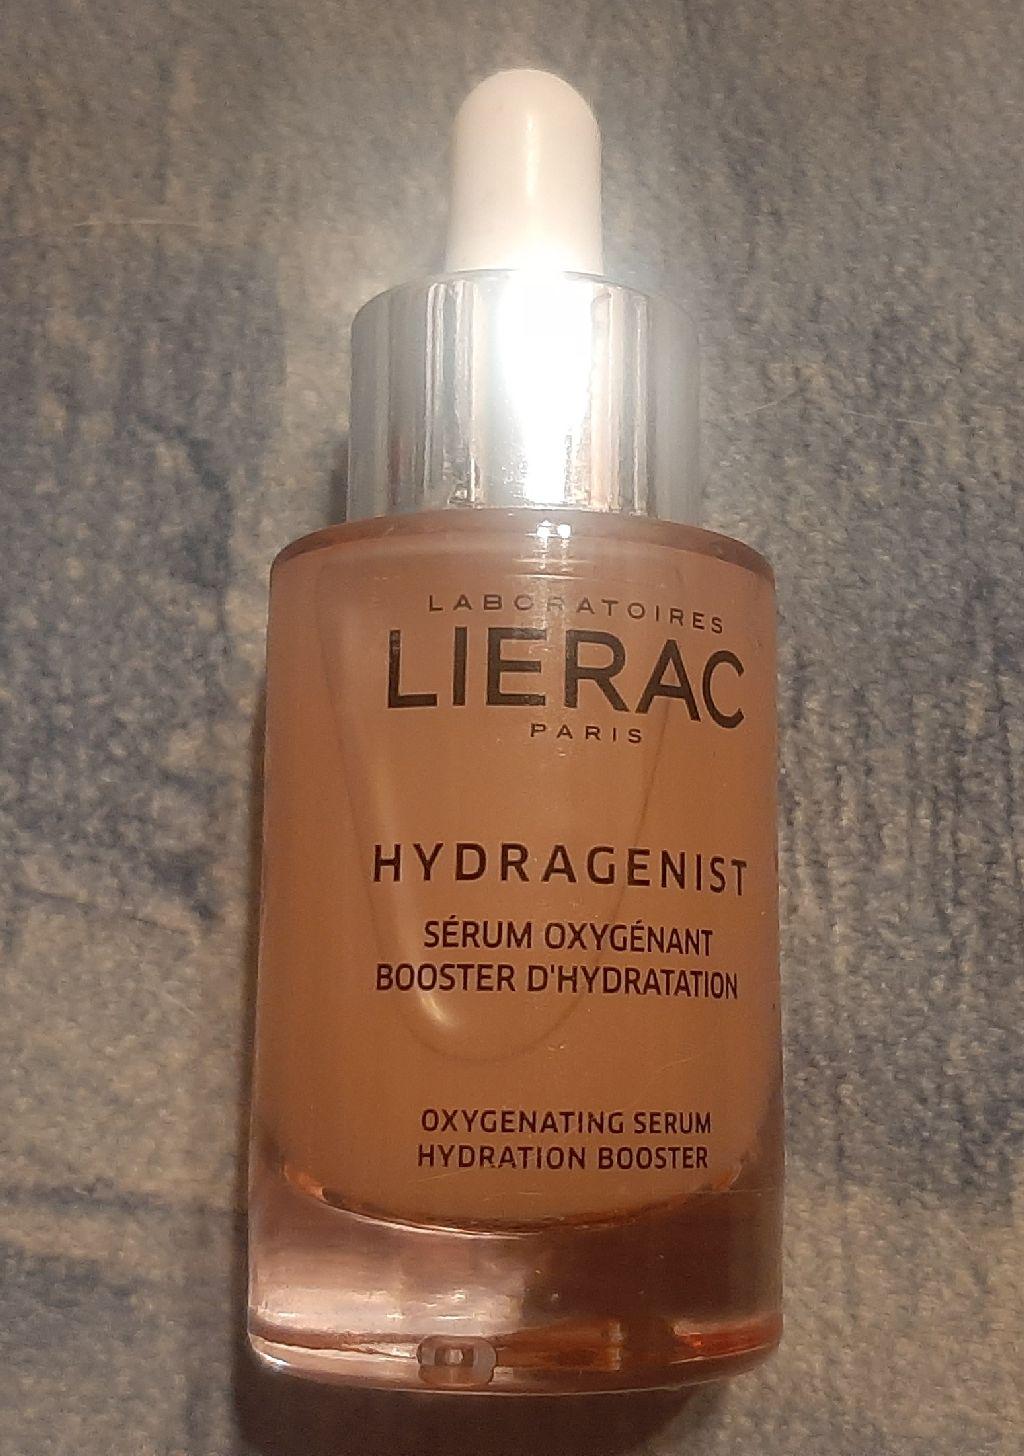 LABORATOIRES
LIERAC
PARIS
HYDRAGENIST
SÉRUM OXYGÉNANT
BOOSTER D'HYDRATATION
OXYGENATING SERUM
HYDRATION BOOSTER